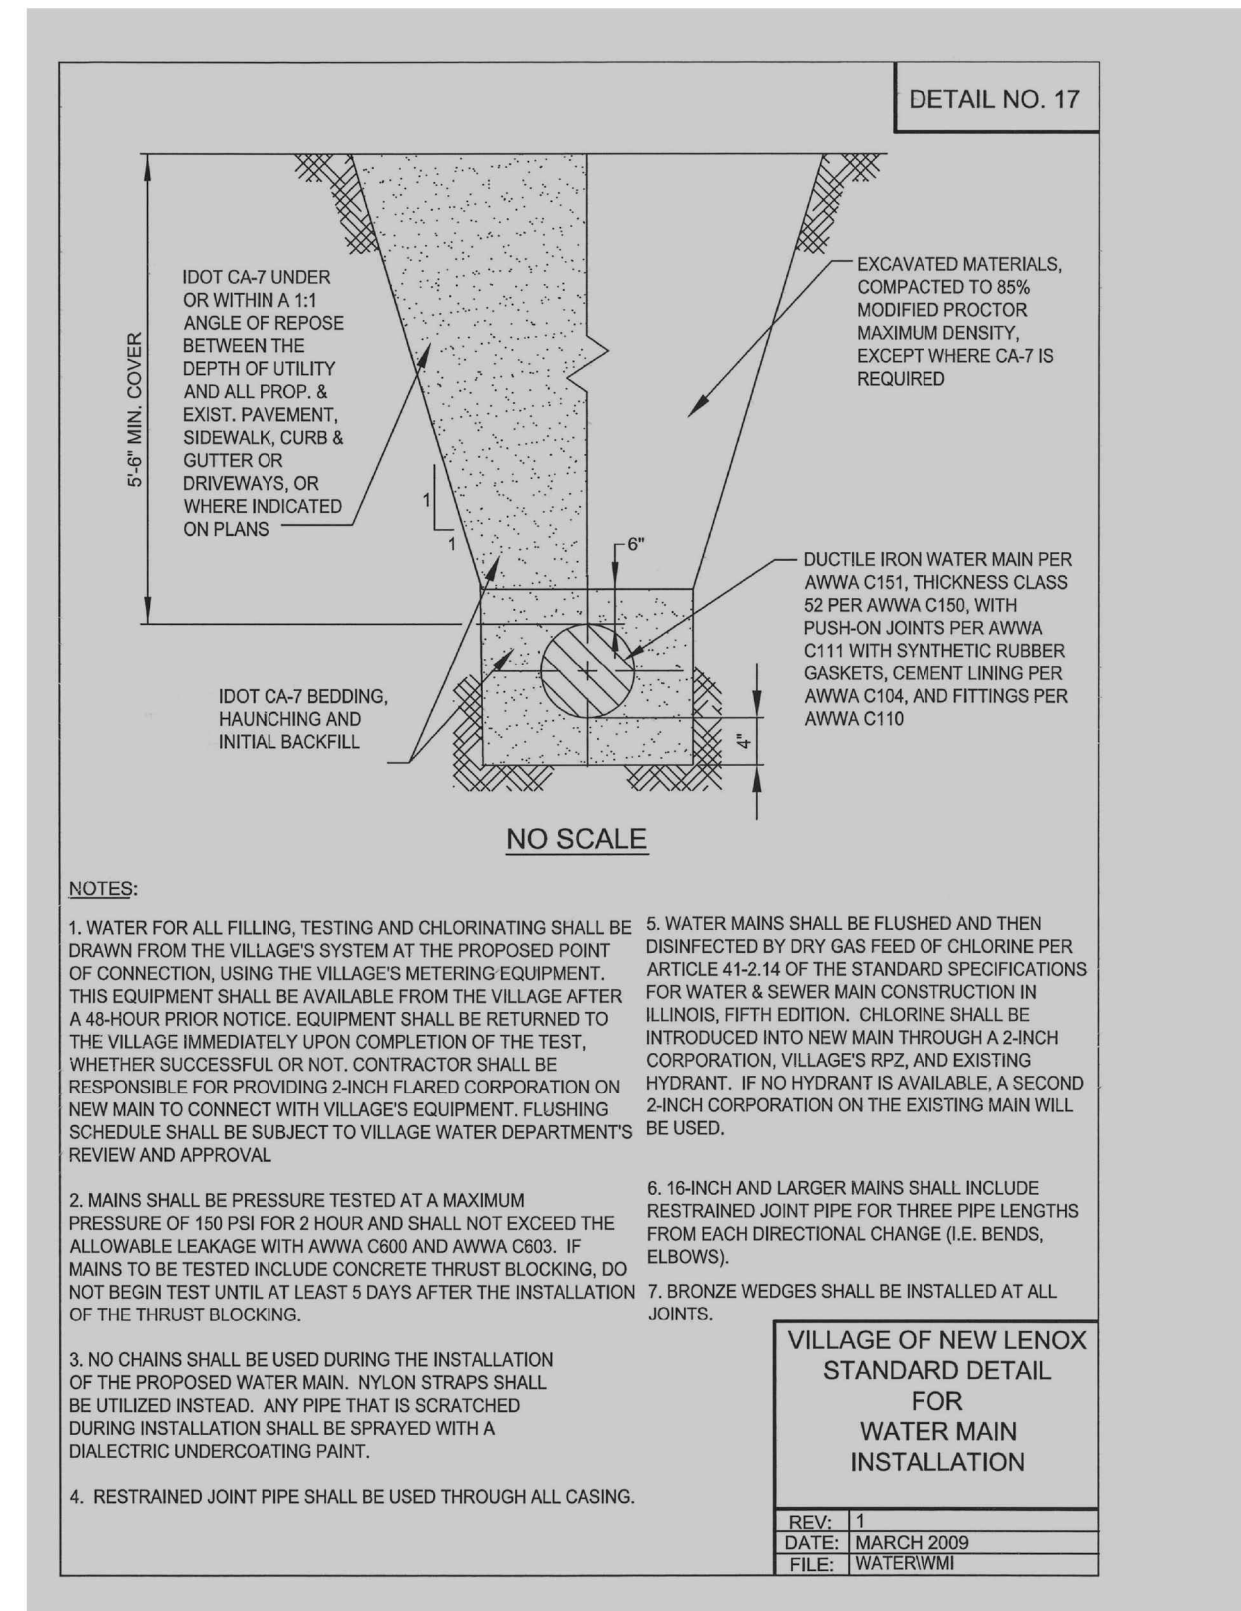 DETAIL NO. 17
5'-6" MIN. COVER
IDOT CA-7 UNDER
OR WITHIN A 1:1
ANGLE OF REPOSE
BETWEEN THE
DEPTH OF UTILITY
AND ALL PROP. &
EXIST. PAVEMENT,
SIDEWALK, CURB &
GUTTER OR
DRIVEWAYS, OR
WHERE INDICATED
ON PLANS
EXCAVATED MATERIALS,
COMPACTED TO 85%
MODIFIED PROCTOR
MAXIMUM DENSITY,
EXCEPT WHERE CA-7 IS
REQUIRED
1
1
6"
DUCTILE IRON WATER MAIN PER
AWWA C151, THICKNESS CLASS
52 PER AWWA C150, WITH
PUSH-ON JOINTS PER AWWA
C111 WITH SYNTHETIC RUBBER
GASKETS, CEMENT LINING PER
AWWA C104, AND FITTINGS PER
AWWA C110
IDOT CA-7 BEDDING,
HAUNCHING AND
INITIAL BACKFILL
4"
NO SCALE
NOTES:
1. WATER FOR ALL FILLING, TESTING AND CHLORINATING SHALL BE
DRAWN FROM THE VILLAGE'S SYSTEM AT THE PROPOSED POINT
OF CONNECTION, USING THE VILLAGE'S METERING EQUIPMENT.
THIS EQUIPMENT SHALL BE AVAILABLE FROM THE VILLAGE AFTER
A 48-HOUR PRIOR NOTICE. EQUIPMENT SHALL BE RETURNED TO
THE VILLAGE IMMEDIATELY UPON COMPLETION OF THE TEST,
WHETHER SUCCESSFUL OR NOT. CONTRACTOR SHALL BE
RESPONSIBLE FOR PROVIDING 2-INCH FLARED CORPORATION ON
NEW MAIN TO CONNECT WITH VILLAGE'S EQUIPMENT. FLUSHING
SCHEDULE SHALL BE SUBJECT TO VILLAGE WATER DEPARTMENT'S
REVIEW AND APPROVAL
2. MAINS SHALL BE PRESSURE TESTED AT A MAXIMUM
PRESSURE OF 150 PSI FOR 2 HOUR AND SHALL NOT EXCEED THE
ALLOWABLE LEAKAGE WITH AWWA C600 AND AWWA C603. IF
MAINS TO BE TESTED INCLUDE CONCRETE THRUST BLOCKING, DO
NOT BEGIN TEST UNTIL AT LEAST 5 DAYS AFTER THE INSTALLATION
OF THE THRUST BLOCKING.
3. NO CHAINS SHALL BE USED DURING THE INSTALLATION
OF THE PROPOSED WATER MAIN. NYLON STRAPS SHALL
BE UTILIZED INSTEAD. ANY PIPE THAT IS SCRATCHED
DURING INSTALLATION SHALL BE SPRAYED WITH A
DIALECTRIC UNDERCOATING PAINT.
4. RESTRAINED JOINT PIPE SHALL BE USED THROUGH ALL CASING.
5. WATER MAINS SHALL BE FLUSHED AND THEN
DISINFECTED BY DRY GAS FEED OF CHLORINE PER
ARTICLE 41-2.14 OF THE STANDARD SPECIFICATIONS
FOR WATER & SEWER MAIN CONSTRUCTION IN
ILLINOIS, FIFTH EDITION. CHLORINE SHALL BE
INTRODUCED INTO NEW MAIN THROUGH A 2-INCH
CORPORATION, VILLAGE'S RPZ, AND EXISTING
HYDRANT. IF NO HYDRANT IS AVAILABLE, A SECOND
2-INCH CORPORATION ON THE EXISTING MAIN WILL
BE USED.
6. 16-INCH AND LARGER MAINS SHALL INCLUDE
RESTRAINED JOINT PIPE FOR THREE PIPE LENGTHS
FROM EACH DIRECTIONAL CHANGE (I.E. BENDS,
ELBOWS).
7. BRONZE WEDGES SHALL BE INSTALLED AT ALL
JOINTS.
VILLAGE OF NEW LENOX
STANDARD DETAIL
FOR
WATER MAIN
INSTALLATION
REV: 1
DATE: MARCH 2009
FILE: WATER\WMI